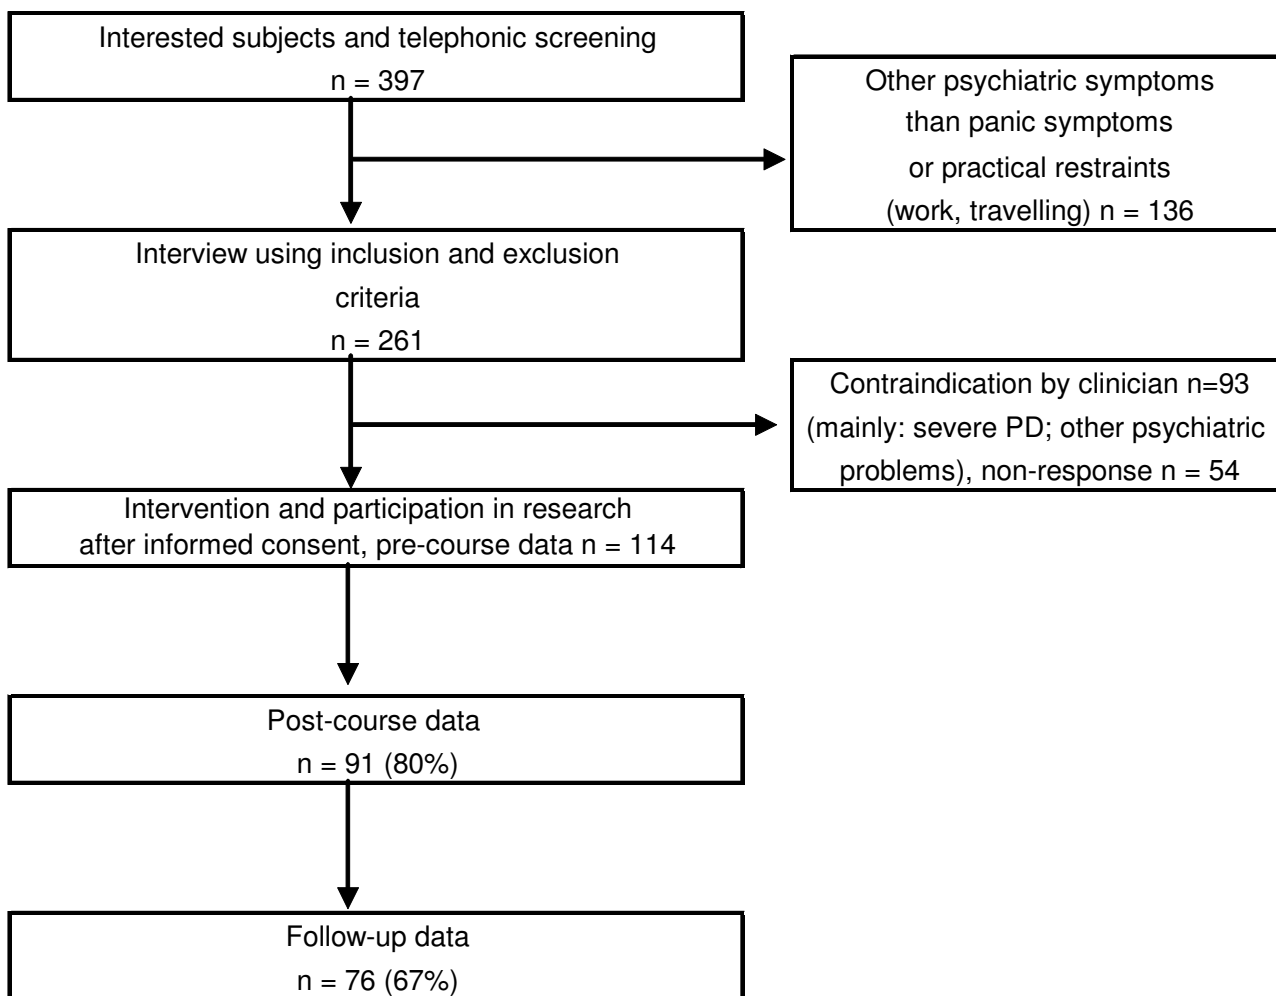 Interested subjects and telephonic screening
n = 397
Other psychiatric symptoms
than panic symptoms
or practical restraints
(work, travelling) n = 136
Interview using inclusion and exclusion
criteria
n = 261
Contraindication by clinician n=93
(mainly: severe PD; other psychiatric
problems), non-response n = 54
Intervention and participation in research
after informed consent, pre-course data n = 114
Post-course data
n = 91 (80%)
Follow-up data
n = 76 (67%)